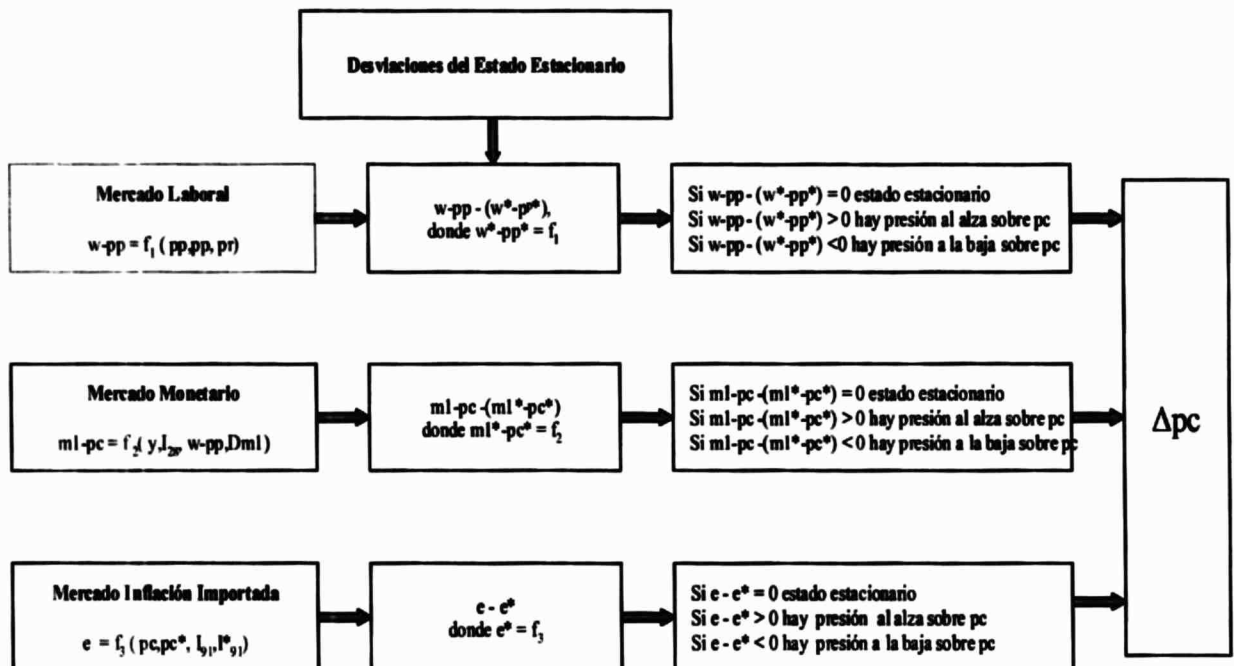 Desviaciones del Estado Estacionario
Mercado Laboral
w-pp = f₁ ( pp,pp, pr)
w-pp - (w*-pp*),
donde w*-pp* = f₁
Si w-pp - (w*-pp*) = 0 estado estacionario
Si w-pp - (w*-pp*) > 0 hay presión al alza sobre pc
Si w-pp - (w*-pp*) <0 hay presión a la baja sobre pc
Mercado Monetario
m1-pc = f₂( y,I₂₈, w-pp,Dm1)
m1-pc -(m1*-pc*)
donde m1*-pc* = f₂
Si m1-pc -(m1*-pc*) = 0 estado estacionario
Si m1-pc -(m1*-pc*) > 0 hay presión al alza sobre pc
Si m1-pc -(m1*-pc*) < 0 hay presión a la baja sobre pc
Δpc
Mercado Inflación Importada
e = f₃ ( pc,pc*, I₉₁,I*₉₁)
e - e*
donde e* = f₃
Si e - e* = 0 estado estacionario
Si e - e* > 0 hay presión al alza sobre pc
Si e - e* < 0 hay presión a la baja sobre pc